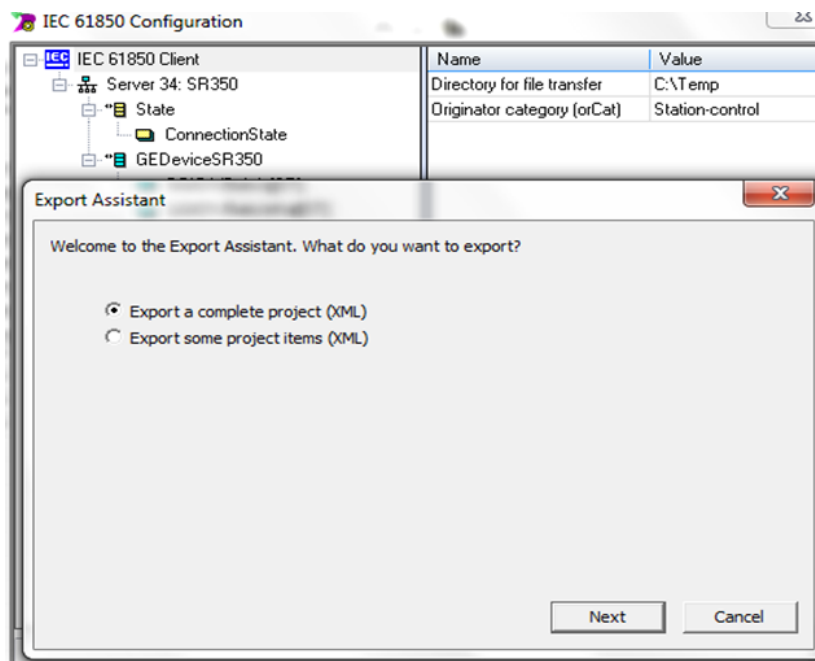 IEC 61850 Configuration
IEC IEC 61850 Client
Name Value
Server 34: SR350
Directory for file transfer C:\Temp
State
Originator category (orCat) Station-control
ConnectionState
GEDeviceSR350
Export Assistant
Welcome to the Export Assistant. What do you want to export?
Export a complete project (XML)
Export some project items (XML)
Next Cancel